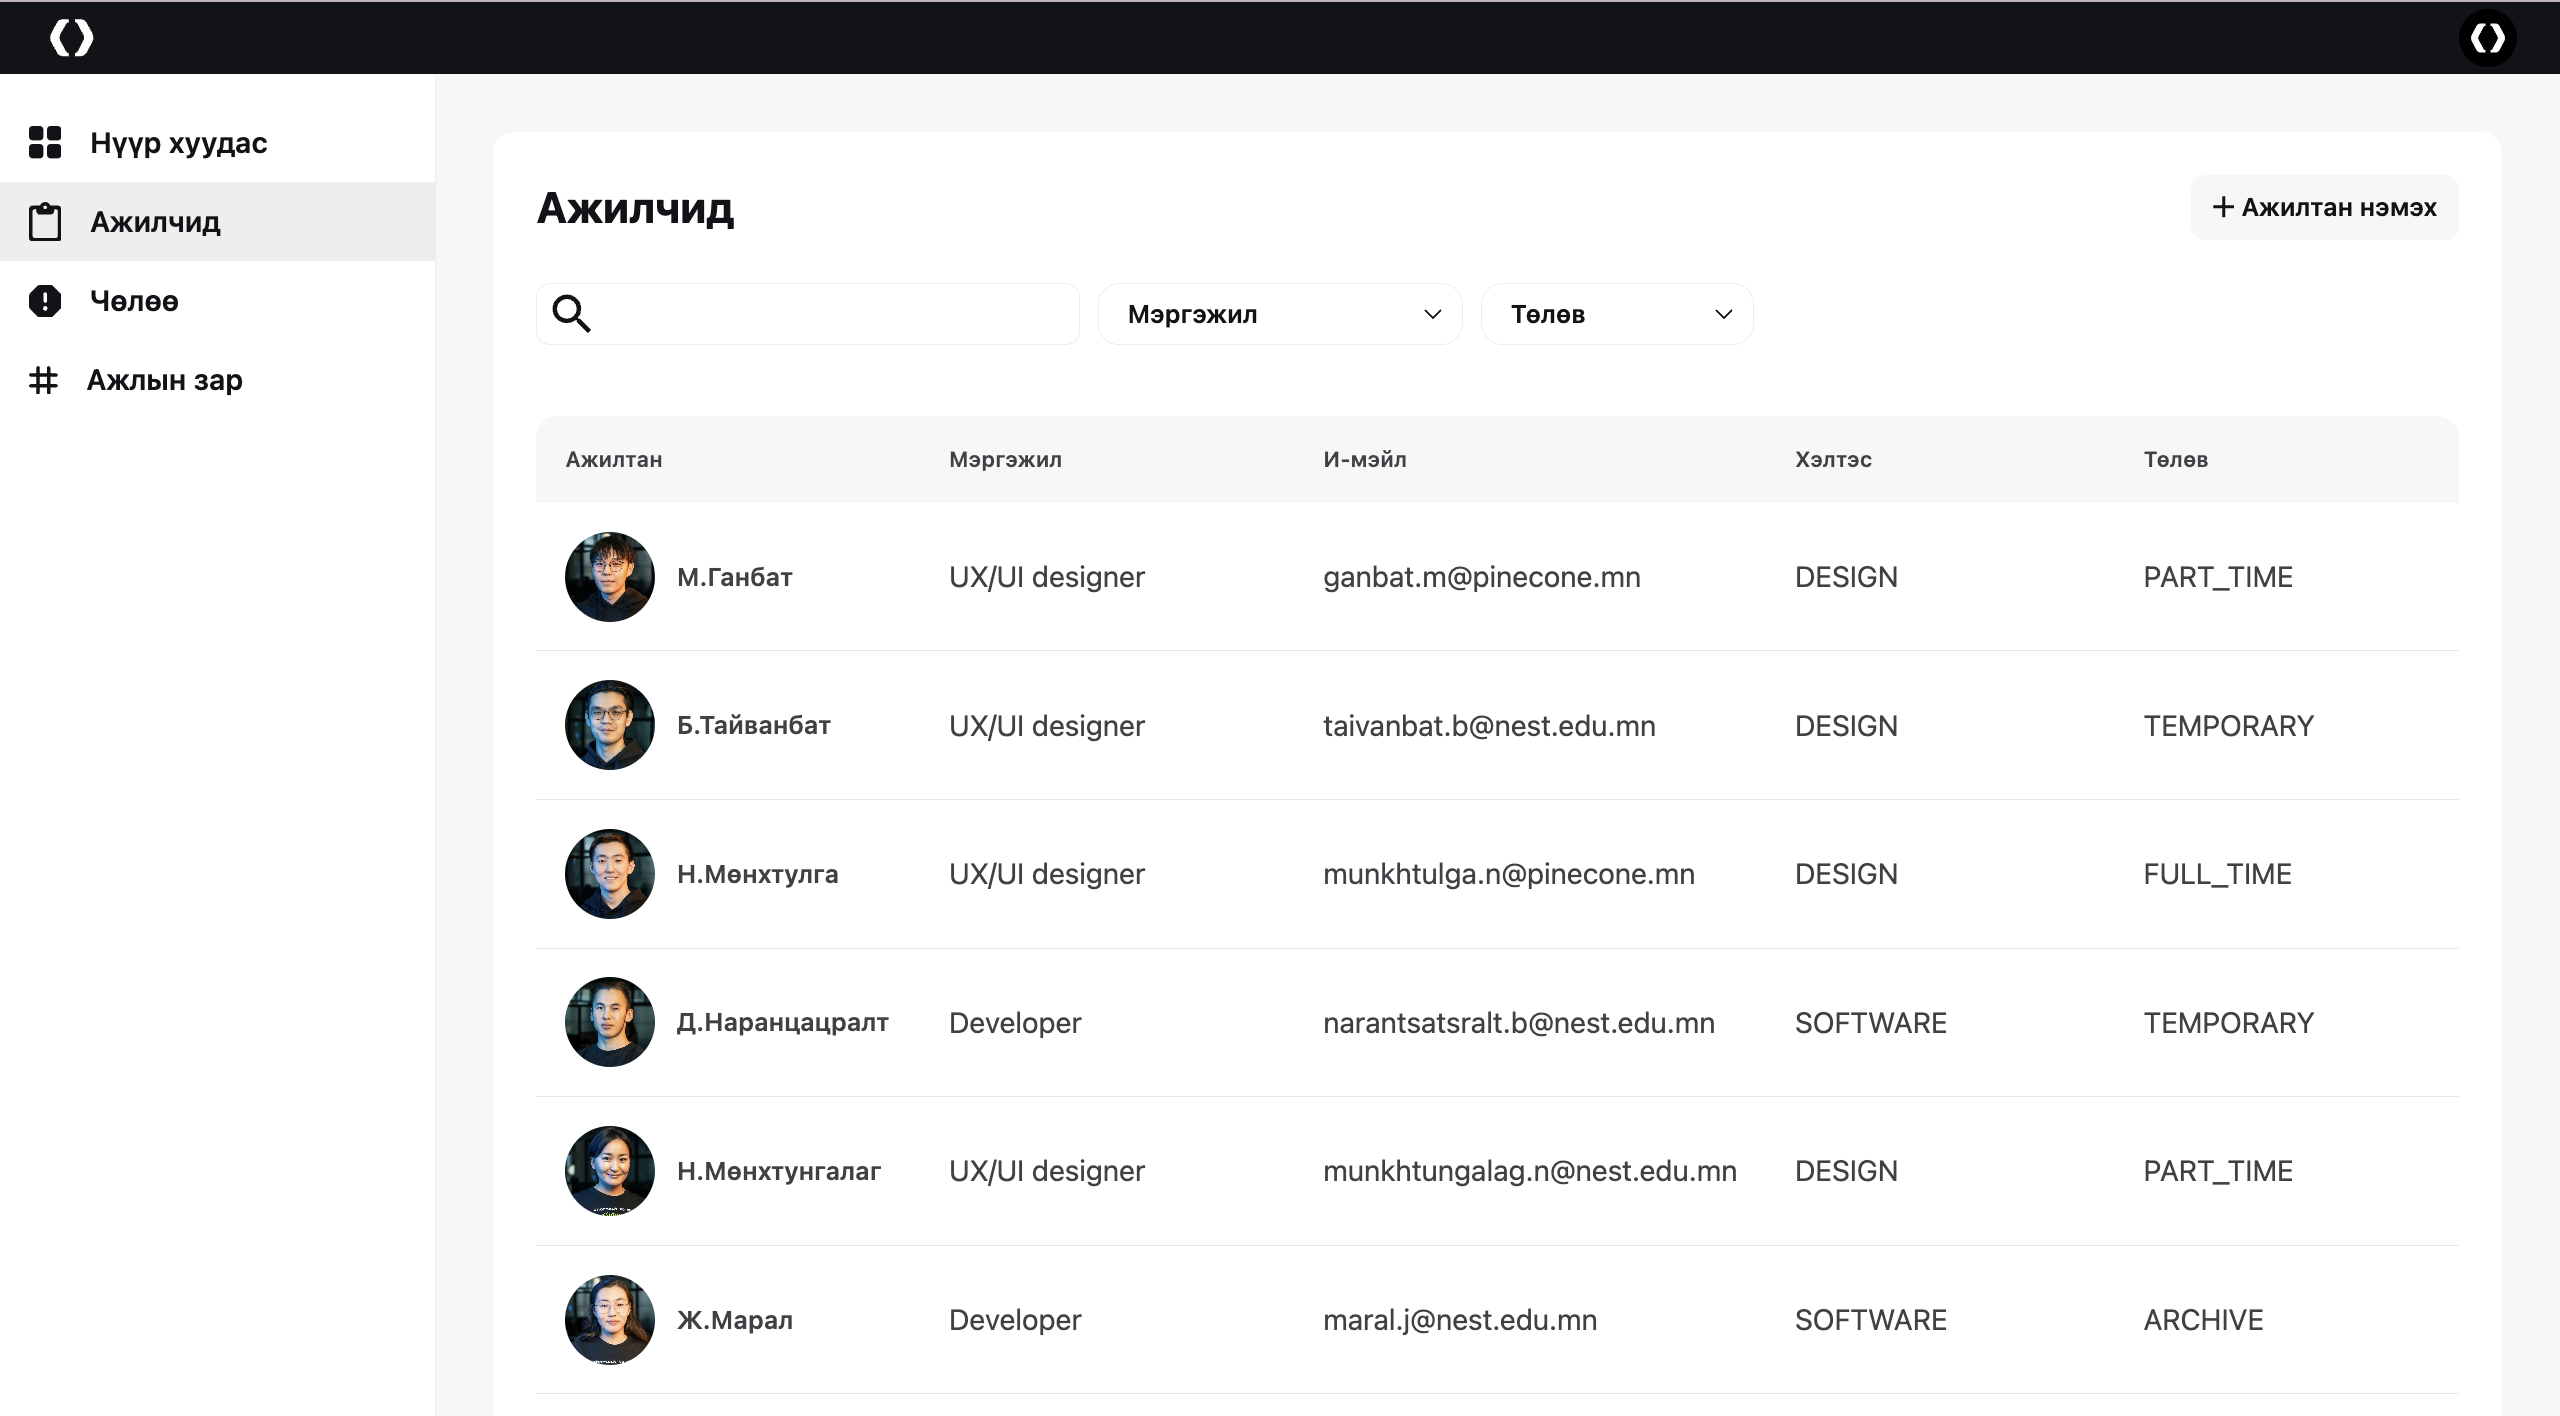 Нүүр хуудас
Ажилчид
Чөлөө
Ажлын зар
Ажилчид
+ Ажилтан нэмэх
Мэргэжил
Төлөв
Ажилтан Мэргэжил И-мэйл Хэлтэс Төлөв
М.Ганбат UX/UI designer ganbat.m@pinecone.mn DESIGN PART_TIME
Б.Тайванбат UX/UI designer taivanbat.b@nest.edu.mn DESIGN TEMPORARY
Н.Мөнхтулга UX/UI designer munkhtulga.n@pinecone.mn DESIGN FULL_TIME
Д.Наранцацралт Developer narantsatsralt.b@nest.edu.mn SOFTWARE TEMPORARY
Н.Мөнхтунгалаг UX/UI designer munkhtungalag.n@nest.edu.mn DESIGN PART_TIME
Ж.Марал Developer maral.j@nest.edu.mn SOFTWARE ARCHIVE